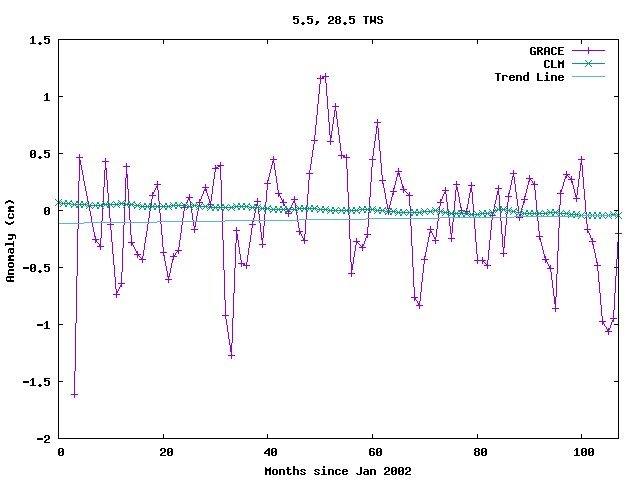 5.5, 28.5 TWS
GRACE
CLM
Trend Line
1.5
1
0.5
0
-0.5
-1
-1.5
-2
Anomaly (cm)
0 20 40 60 80 100
Months since Jan 2002